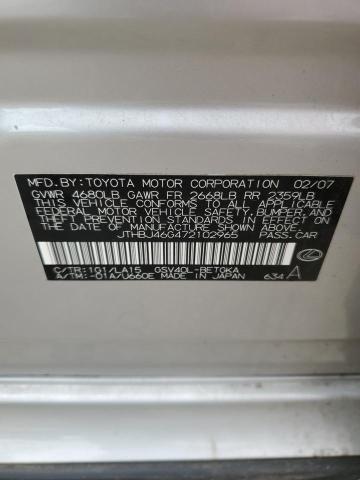 MFD.BY:TOYOTA MOTOR CORPORATION 02/07
GVWR 4680LB GAWR FR 2668LB RR 2359LB
THIS VEHICLE CONFORMS TO ALL APPLICABLE
FEDERAL MOTOR VEHICLE SAFETY, BUMPER, AND
THEFT PREVENTION STANDARDS IN EFFECT ON
THE DATE OF MANUFACTURE SHOWN ABOVE.
JTHBJ46G472102965 PASS.CAR
C/TR:1G1/LA15 GSV40L-BETGKA
A/TM:-01A/U660E MADE IN JAPAN 634 A